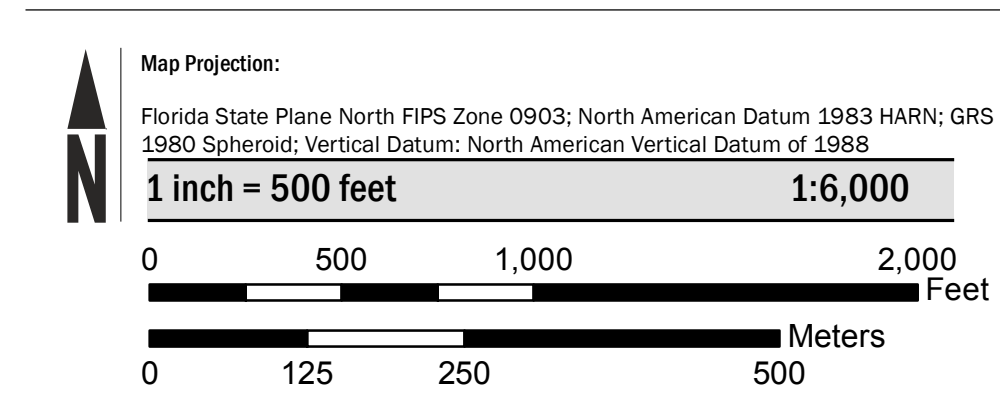 Map Projection:
Florida State Plane North FIPS Zone 0903; North American Datum 1983 HARN; GRS
1980 Spheroid; Vertical Datum: North American Vertical Datum of 1988
N
1 inch = 500 feet 1:6,000
0 500 1,000 2,000
Feet
Meters
0 125 250 500